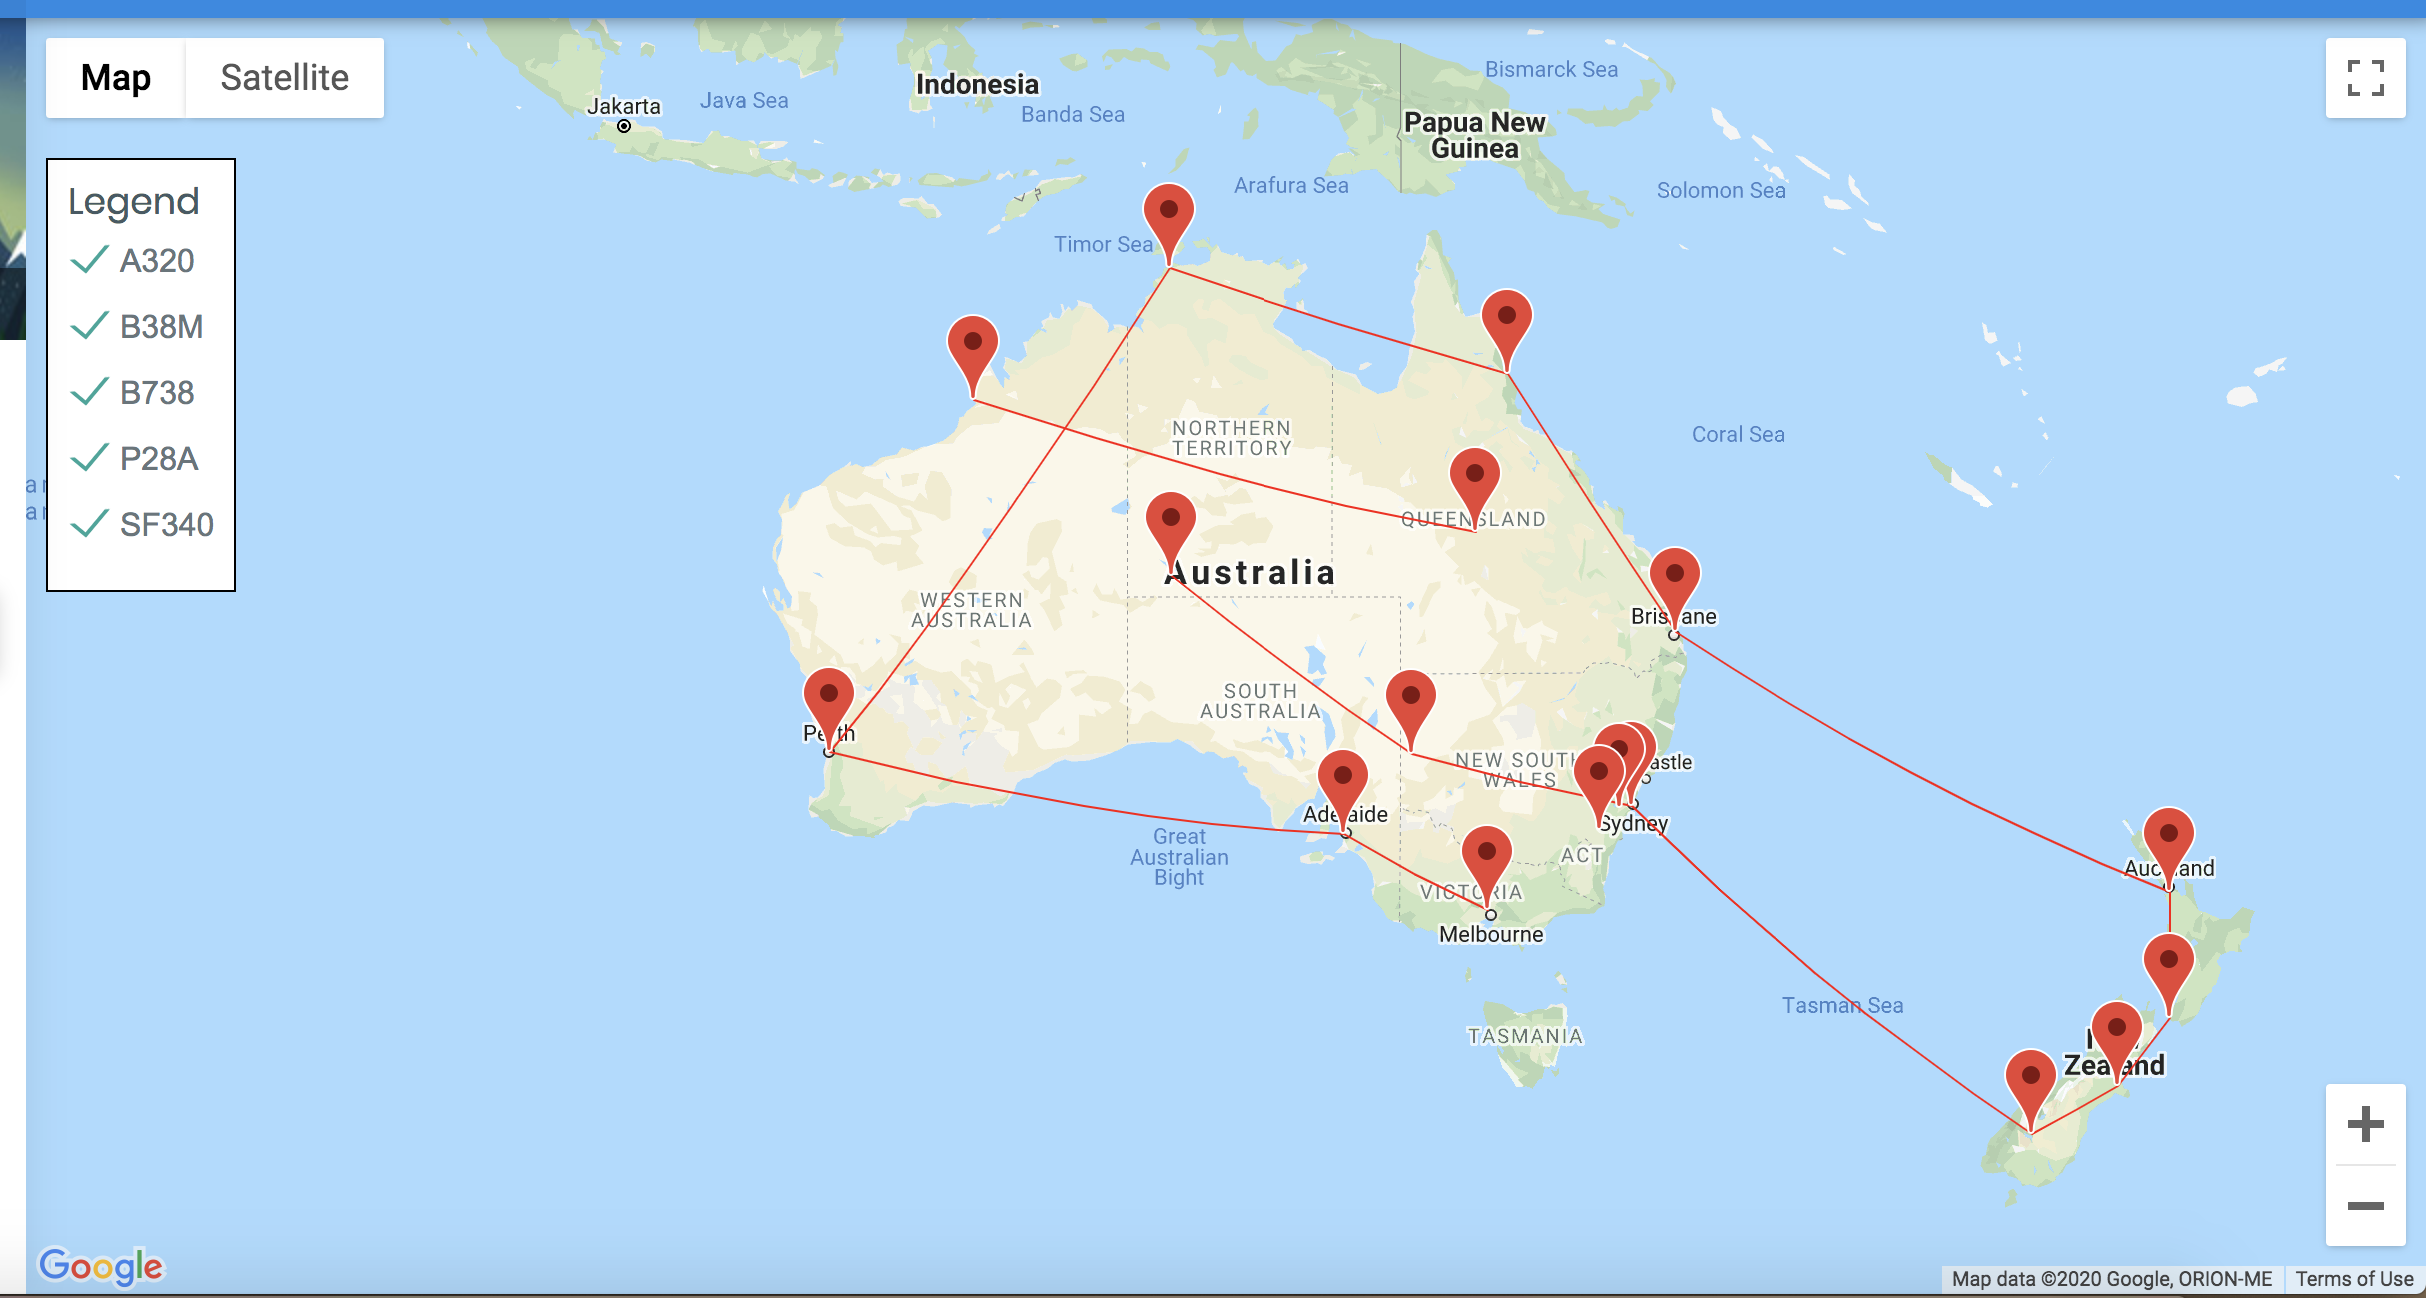 Map
Satellite
Legend
A320
B38M
B738
P28A
SF340
Jakarta
Java Sea
Indonesia
Banda Sea
Bismarck Sea
Papua New
Guinea
Arafura Sea
Solomon Sea
Timor Sea
NORTHERN
TERRITORY
Coral Sea
QUEENSLAND
Australia
WESTERN
AUSTRALIA
Brisbane
SOUTH
AUSTRALIA
Perth
NEW SOUTH
WALES
astle
Adelaide
Sydney
Great
Australian
Bight
ACT
VICTORIA
Auckland
Melbourne
Tasman Sea
TASMANIA
Zealand
Google
Map data ©2020 Google, ORION-ME
Terms of Use